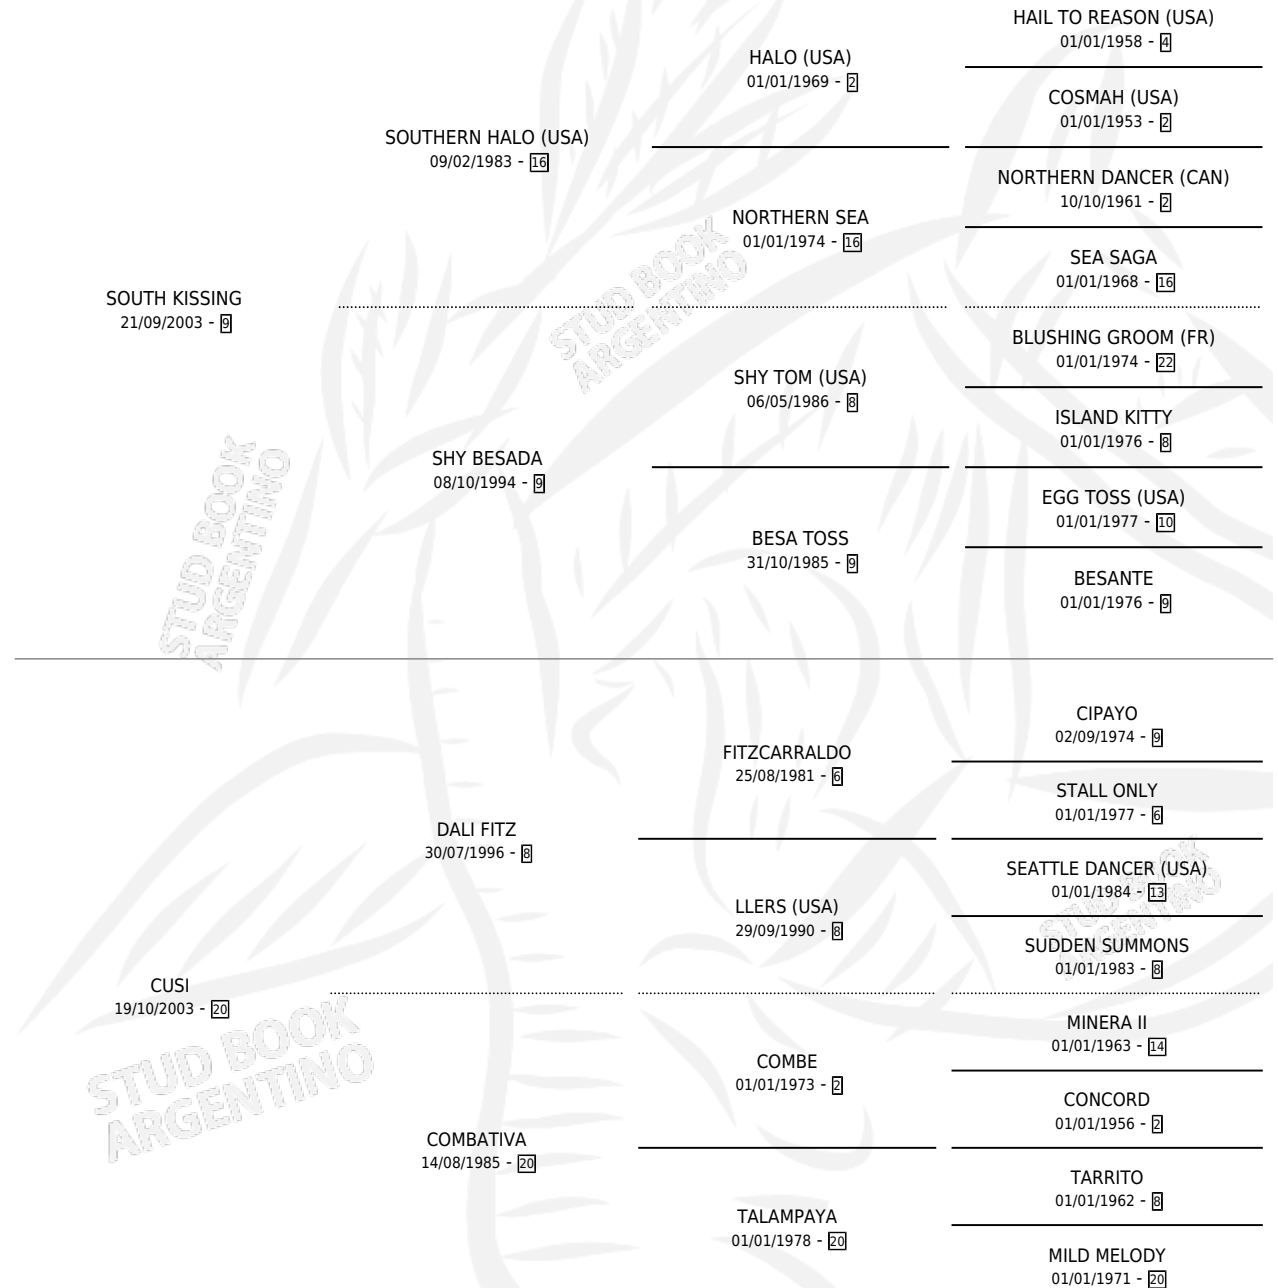 HAIL TO REASON (USA)
01/01/1958 - 4
HALO (USA)
01/01/1969 - 2
COSMAH (USA)
01/01/1953 - 2
SOUTHERN HALO (USA)
09/02/1983 - 16
NORTHERN DANCER (CAN)
10/10/1961 - 2
NORTHERN SEA
01/01/1974 - 16
SEA SAGA
01/01/1968 - 16
SOUTH KISSING
21/09/2003 - 9
STUD BOOK
ARGENTINO
BLUSHING GROOM (FR)
01/01/1974 - 22
SHY TOM (USA)
06/05/1986 - 8
ISLAND KITTY
01/01/1976 - 8
SHY BESADA
08/10/1994 - 9
EGG TOSS (USA)
01/01/1977 - 10
BESA TOSS
31/10/1985 - 9
BESANTE
01/01/1976 - 9
STUD BOOK
ARGENTINO
CIPAYO
02/09/1974 - 9
FITZCARRALDO
25/08/1981 - 6
STALL ONLY
01/01/1977 - 6
DALI FITZ
30/07/1996 - 8
SEATTLE DANCER (USA)
01/01/1984 - 13
LLERS (USA)
29/09/1990 - 8
SUDDEN SUMMONS
01/01/1983 - 8
STUD BOOK
ARGENTINO
CUSI
19/10/2003 - 20
MINERA II
01/01/1963 - 14
COMBE
01/01/1973 - 2
CONCORD
01/01/1956 - 2
STUD BOOK
ARGENTINO
COMBATIVA
14/08/1985 - 20
TARRITO
01/01/1962 - 8
TALAMPAYA
01/01/1978 - 20
MILD MELODY
01/01/1971 - 20